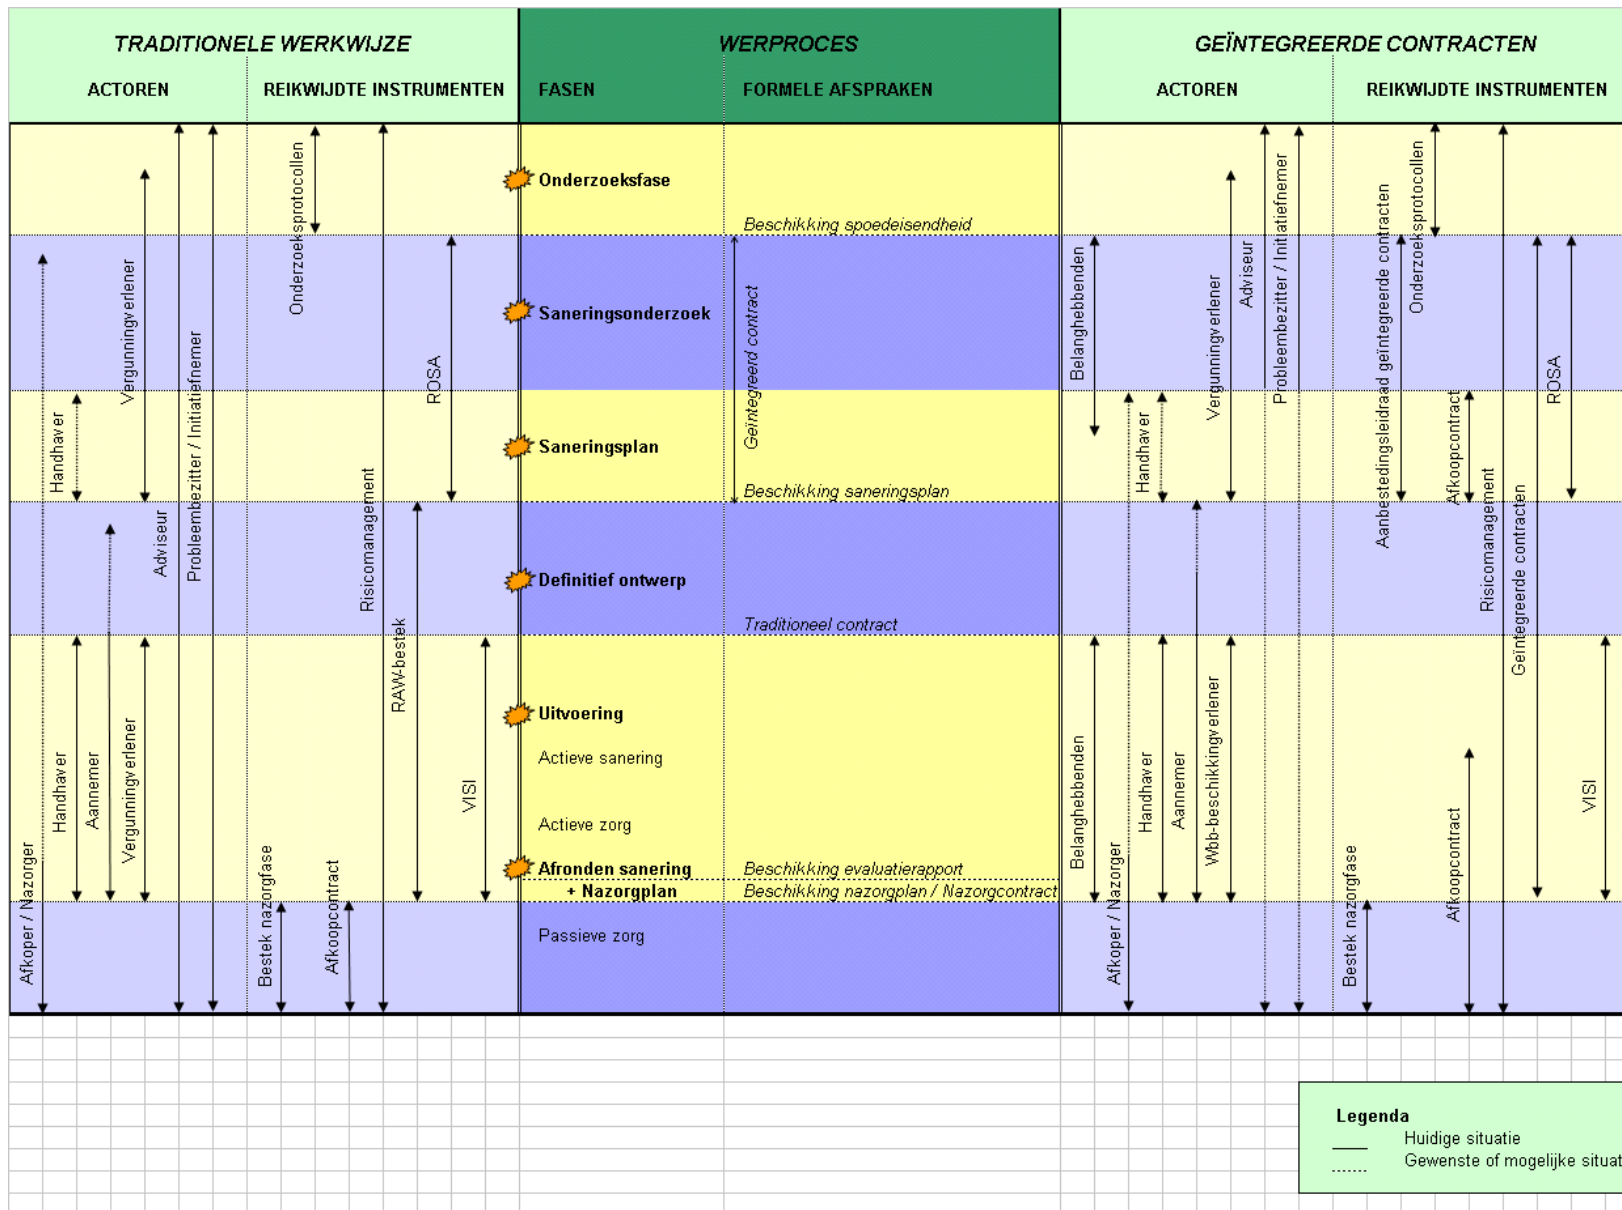 TRADITIONELE WERKWIJZE
WERPROCES
GEÏNTEGREERDE CONTRACTEN
ACTOREN
REIKWIJDTE INSTRUMENTEN
FASEN
FORMELE AFSPRAKEN
ACTOREN
REIKWIJDTE INSTRUMENTEN
Afkoper / Nazorger
Handhaver
Handhaver
Aannemer
Vergunningverlener
Vergunningverlener
Adviseur
Probleembezitter / Initiatiefnemer
Bestek nazorgfase
Onderzoeksprotocollen
Afkoopcontract
Risicomanagement
RAW-bestek
ROSA
VISI
Onderzoeksfase
Beschikking spoedeisendheid
Saneringsonderzoek
Geïntegreerd contract
Saneringsplan
Beschikking saneringsplan
Definitief ontwerp
Traditioneel contract
Uitvoering
Actieve sanering
Actieve zorg
Afronden sanering
Beschikking evaluatierapport
+ Nazorgplan
Beschikking nazorgplan / Nazorgcontract
Passieve zorg
Belanghebbenden
Belanghebbenden
Afkoper / Nazorger
Handhaver
Handhaver
Aannemer
Vergunningverlener
Wbb-beschikkingverlener
Adviseur
Probleembezitter / Initiatiefnemer
Bestek nazorgfase
Aanbestedingsleidraad geïntegreerde contracten
Onderzoeksprotocollen
Afkoopcontract
Afkoopcontract
Risicomanagement
Geïntegreerde contracten
ROSA
VISI
Legenda
Huidige situatie
Gewenste of mogelijke situat